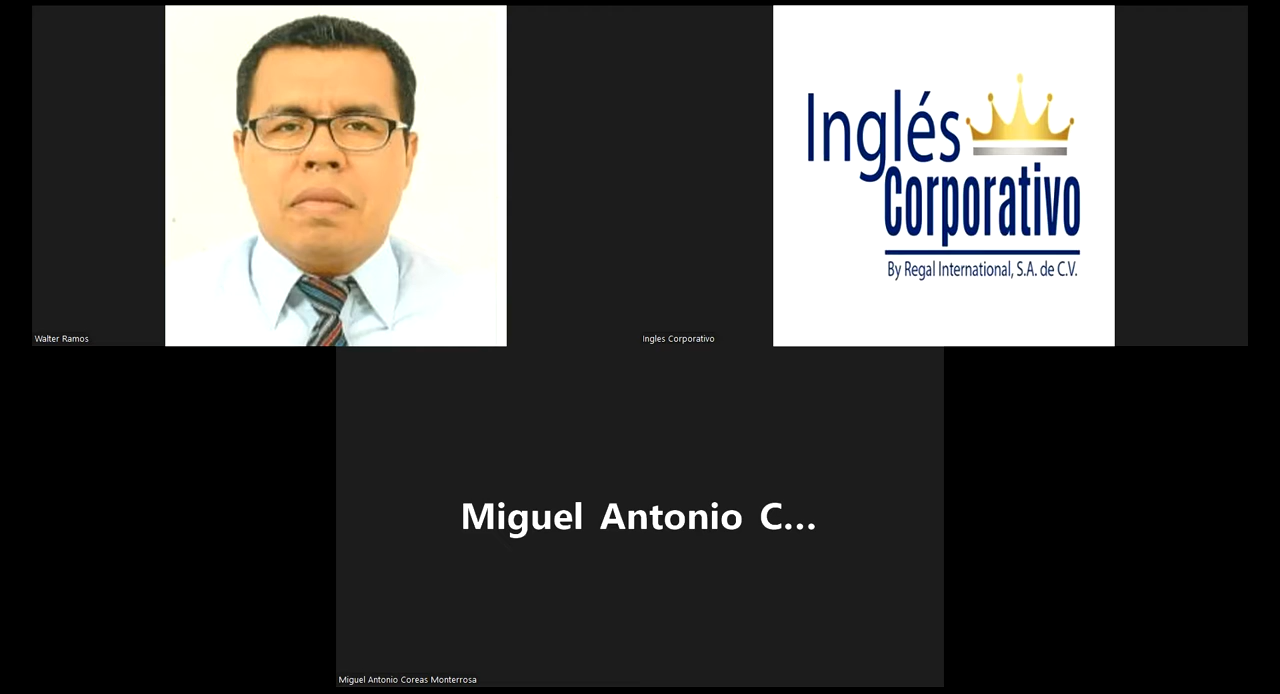 Inglés
Corporativo
By Regal International, S.A. de C.V.
Walter Ramos
Ingles Corporativo
Miguel Antonio C...
Miguel Antonio Coreas Monterrosa